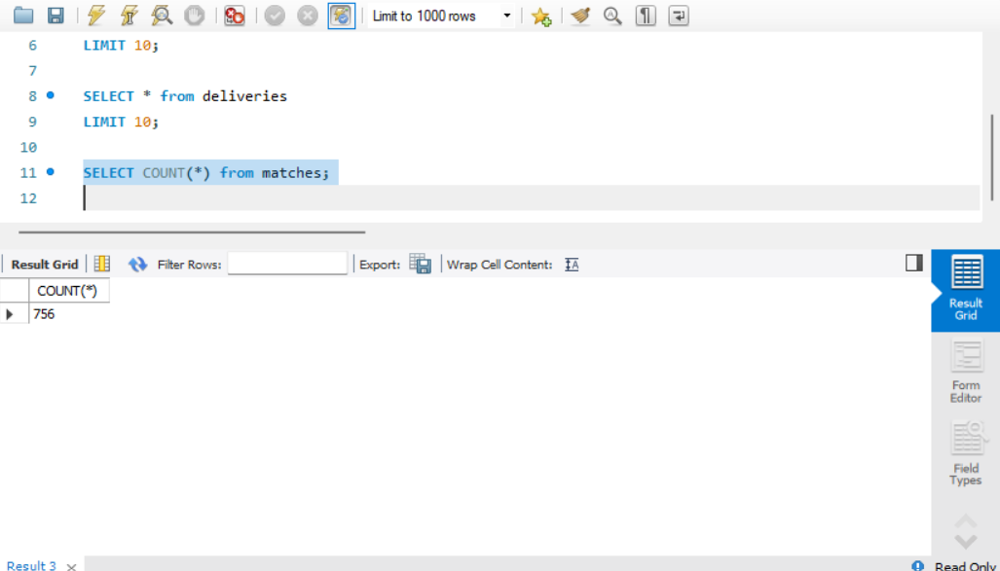 Limit to 1000 rows
6 LIMIT 10;
7
8 SELECT * from deliveries
9 LIMIT 10;
10
11 SELECT COUNT(*) from matches;
12
Result Grid Filter Rows: Export: Wrap Cell Content: IA
COUNT(*)
756
Result
Grid
Form
Editor
Field
Types
Result 3 × Read Only